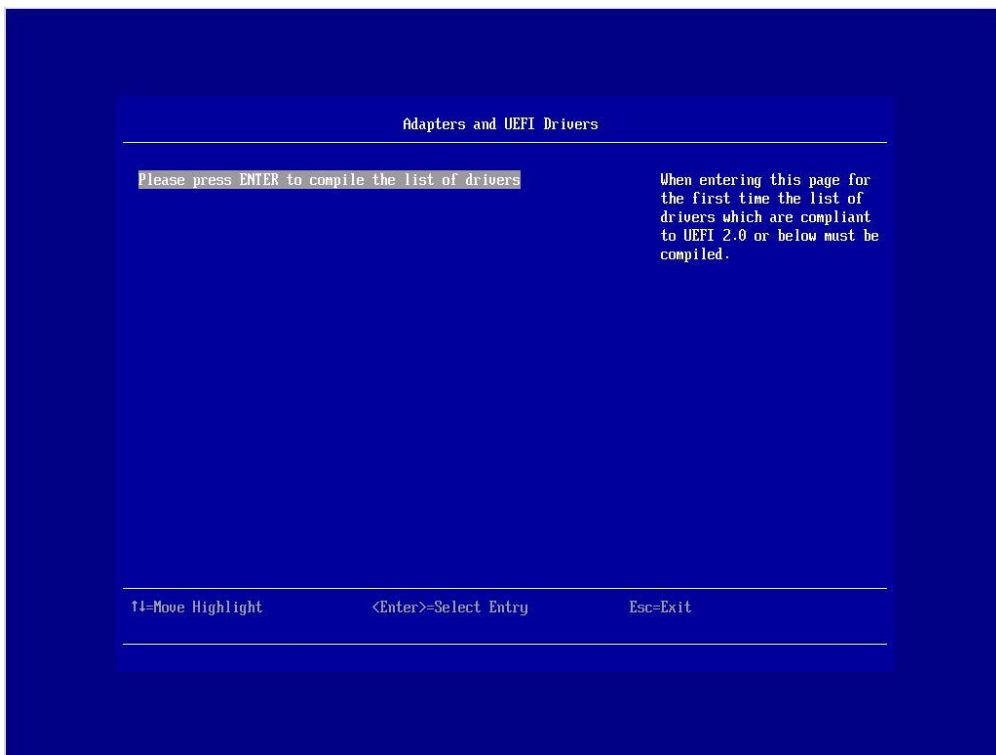 Adapters and UEFI Drivers
Please press ENTER to compile the list of drivers
When entering this page for
the first time the list of
drivers which are compliant
to UEFI 2.0 or below must be
compiled.
↑↓=Move Highlight <Enter>=Select Entry Esc=Exit